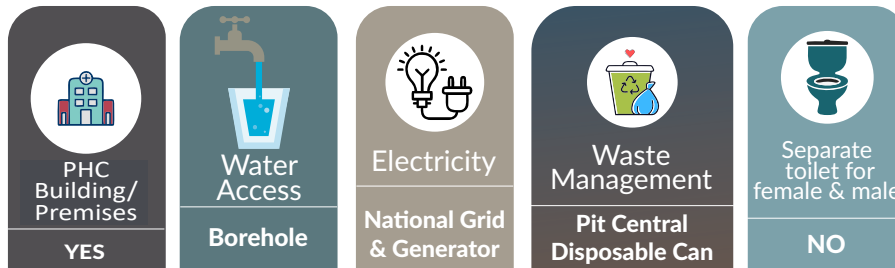 PHC
Building/
Premises
YES
Water
Access
Borehole
Electricity
National Grid
& Generator
Waste
Management
Pit Central
Disposable Can
Separate
toilet for
female & male
NO